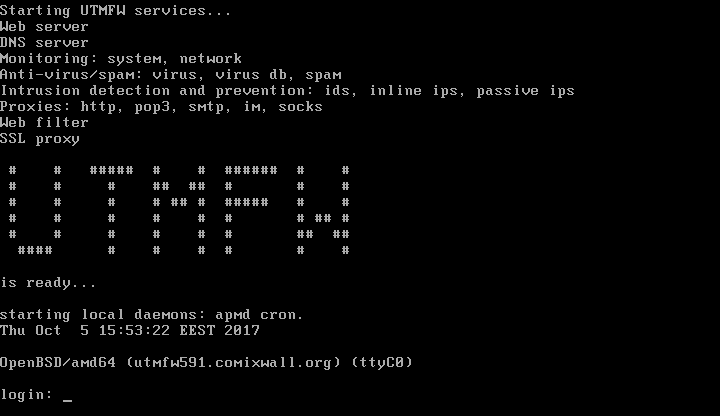 Starting UTMFW services...
Web server
DNS server
Monitoring: system, network
Anti-virus/spam: virus, virus db, spam
Intrusion detection and prevention: ids, inline ips, passive ips
Proxies: http, pop3, smtp, im, socks
Web filter
SSL proxy
UTMFW
is ready...
starting local daemons: apmd cron.
Thu Oct  5 15:53:22 EEST 2017
OpenBSD/amd64 (utmfw591.comixwall.org) (ttyC0)
login: _